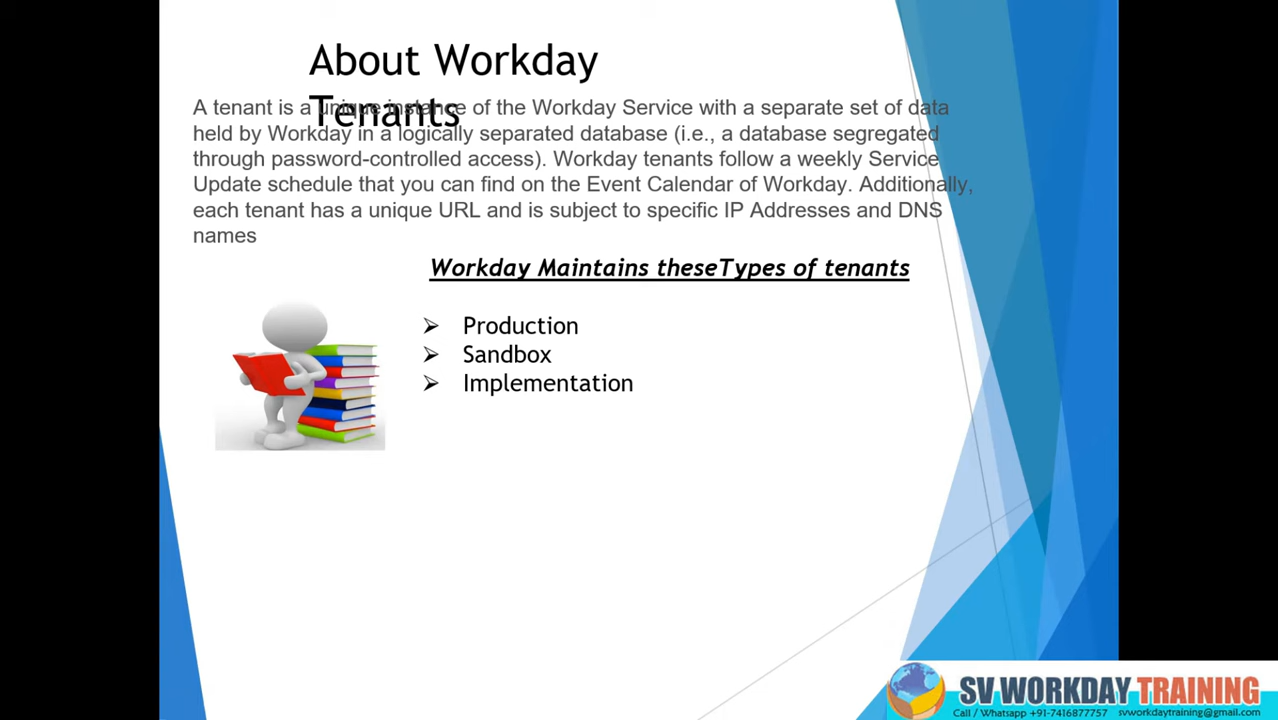 About Workday
Tenants
A tenant is a unique instance of the Workday Service with a separate set of data
held by Workday in a logically separated database (i.e., a database segregated
through password-controlled access). Workday tenants follow a weekly Service
Update schedule that you can find on the Event Calendar of Workday. Additionally,
each tenant has a unique URL and is subject to specific IP Addresses and DNS
names
Workday Maintains theseTypes of tenants
➢ Production
➢ Sandbox
➢ Implementation
SV WORKDAY TRAINING
Call / Whatsapp +91-7416877757 svworkdaytraining@gmail.com